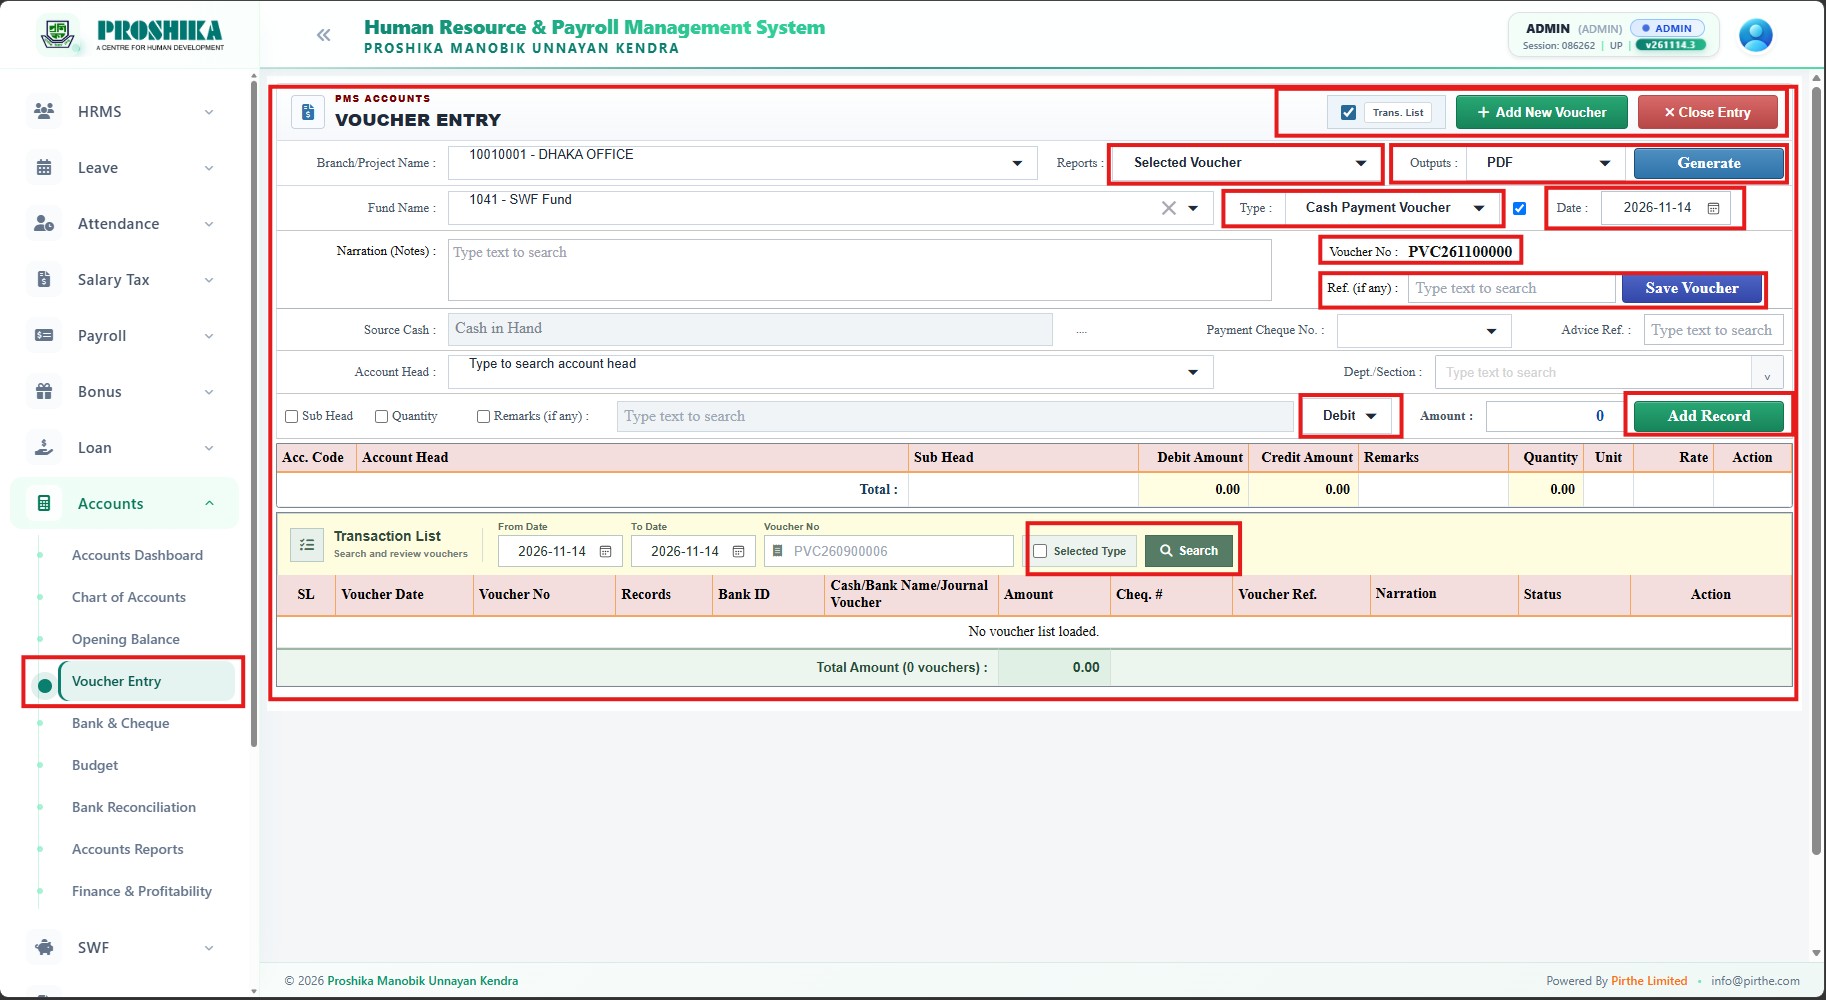 PROSHIKA
A CENTRE FOR HUMAN DEVELOPMENT
Human Resource & Payroll Management System
PROSHIKA MANOBIK UNNAYAN KENDRA
ADMIN (ADMIN) ADMIN
Session: 086262 | UP | v261114.3
HRMS
Leave
Attendance
Salary Tax
Payroll
Bonus
Loan
Accounts
Accounts Dashboard
Chart of Accounts
Opening Balance
Voucher Entry
Bank & Cheque
Budget
Bank Reconciliation
Accounts Reports
Finance & Profitability
SWF
PMS ACCOUNTS
VOUCHER ENTRY
Trans. List
+ Add New Voucher
× Close Entry
Branch/Project Name : 10010001 - DHAKA OFFICE
Reports : Selected Voucher
Outputs : PDF
Generate
Fund Name : 1041 - SWF Fund
Type : Cash Payment Voucher
Date : 2026-11-14
Narration (Notes) : Type text to search
Voucher No : PVC261100000
Ref. (if any) : Type text to search
Save Voucher
Source Cash : Cash in Hand
....
Payment Cheque No. :
Advice Ref. : Type text to search
Account Head : Type to search account head
Dept./Section : Type text to search
v
Sub Head
Quantity
Remarks (if any) : Type text to search
Debit
Amount : 0
Add Record
Acc. Code Account Head Sub Head Debit Amount Credit Amount Remarks Quantity Unit Rate Action
Total : 0.00 0.00 0.00
Transaction List
Search and review vouchers
From Date
2026-11-14
To Date
2026-11-14
Voucher No
PVC260900006
Selected Type
Search
SL Voucher Date Voucher No Records Bank ID Cash/Bank Name/Journal Voucher Amount Cheq. # Voucher Ref. Narration Status Action
No voucher list loaded.
Total Amount (0 vouchers) : 0.00
© 2026 Proshika Manobik Unnayan Kendra
Powered By Pirthe Limited • info@pirthe.com